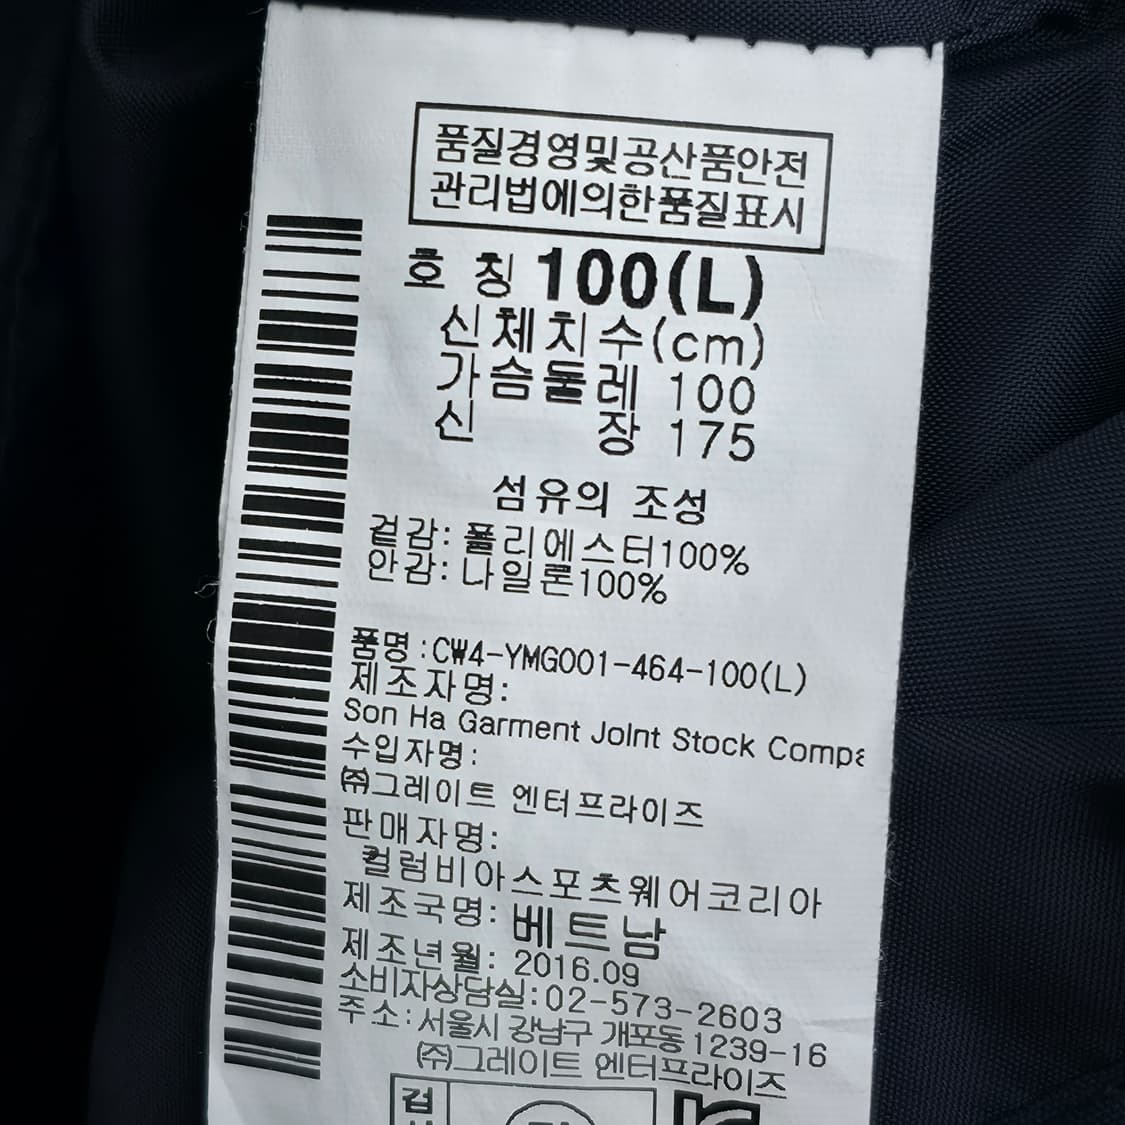 품질경영및공산품안전
관리법에의한품질표시
호 칭 100(L)
신체치수(cm)
가슴둘레 100
신 장 175
섬유의 조성
겉감: 폴리에스터100%
안감: 나일론100%
품명:CW4-YMG001-464-100(L)
제조자명:
Son Ha Garment Joint Stock Compa
수입자명:
㈜그레이트 엔터프라이즈
판매자명:
컬럼비아스포츠웨어코리아
제조국명: 베트남
제조년월: 2016.09
소비자상담실:02-573-2603
주소:서울시 강남구 개포동 1239-16
㈜그레이트 엔터프라이즈
검